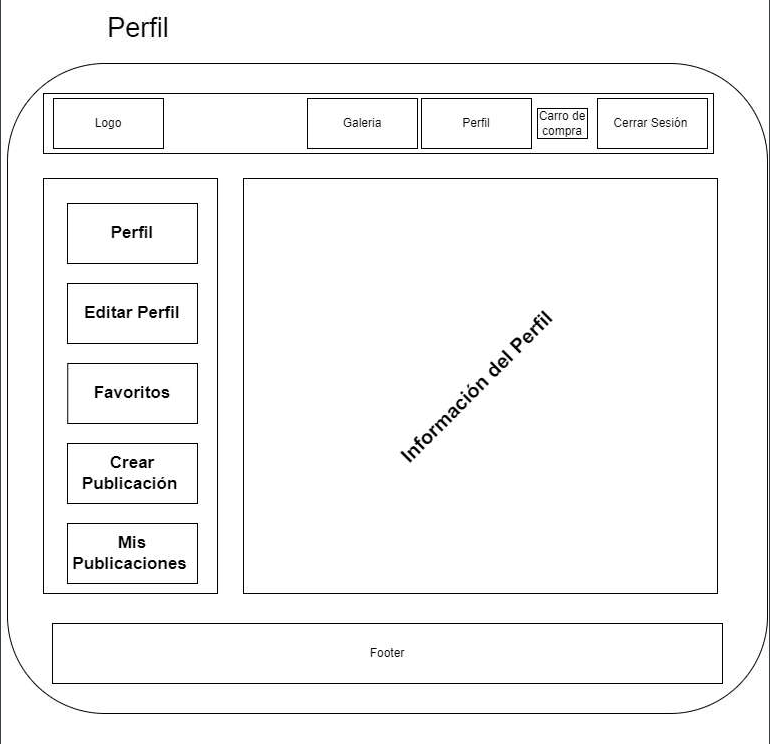 Perfil
Logo
Galeria
Perfil
Carro de
compra
Cerrar Sesión
Perfil
Editar Perfil
Favoritos
Crear
Publicación
Mis
Publicaciones
Información del Perfil
Footer